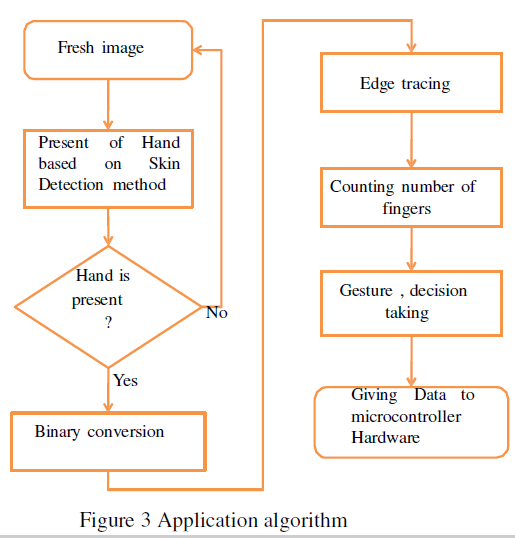 Fresh image
Present of Hand
based on Skin
Detection method
Hand is
present
?
No
Yes
Binary conversion
Edge tracing
Counting number of
fingers
Gesture , decision
taking
Giving Data to
microcontroller
Hardware
Figure 3 Application algorithm